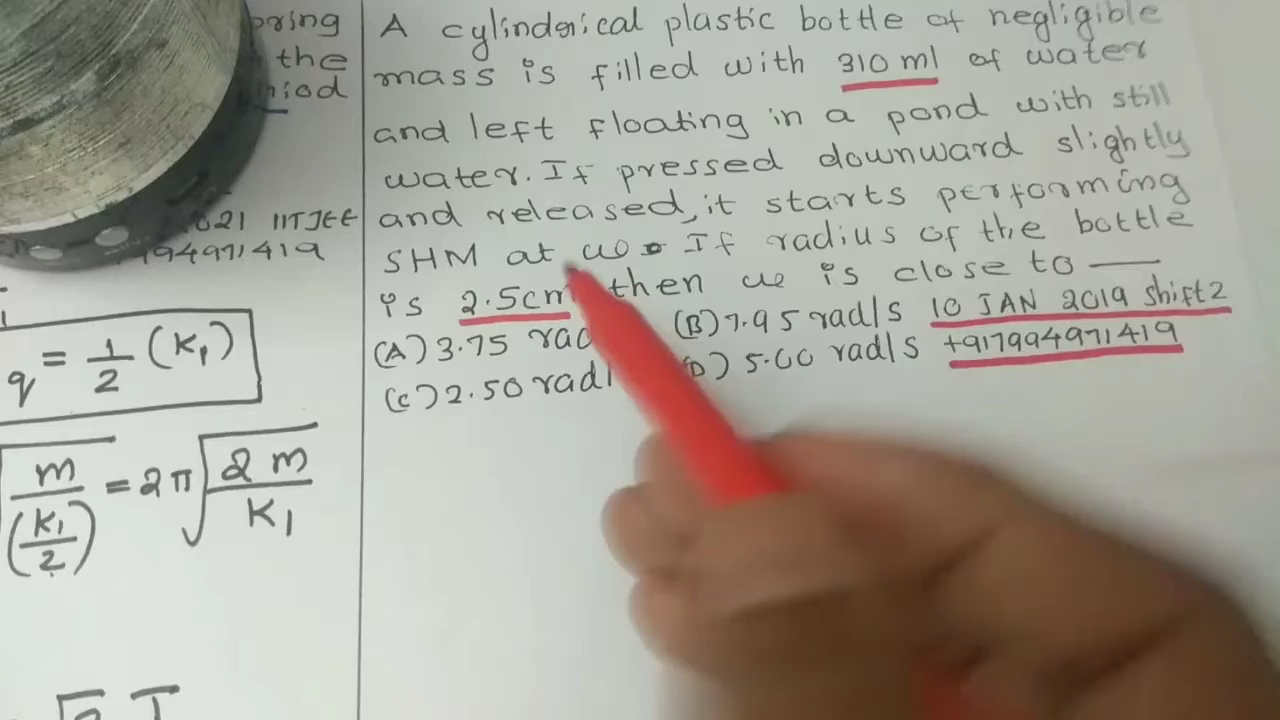 pring
the
riod
021 IITJEE
994971419
q = 1/2 (K1)
m/(K1/2) = 2π√(2m/K1)
A cylindrical plastic bottle of negligible
mass is filled with 310 ml of water
and left floating in a pond with still
water. If pressed downward slightly
and released, it starts performing
SHM at ω. If radius of the bottle
is 2.5cm then ω is close to —
(A) 3.75 rad (B) 7.95 rad/s 10 JAN 2019 Shift2
(C) 2.50 rad/ D) 5.00 rad/s +917994971419